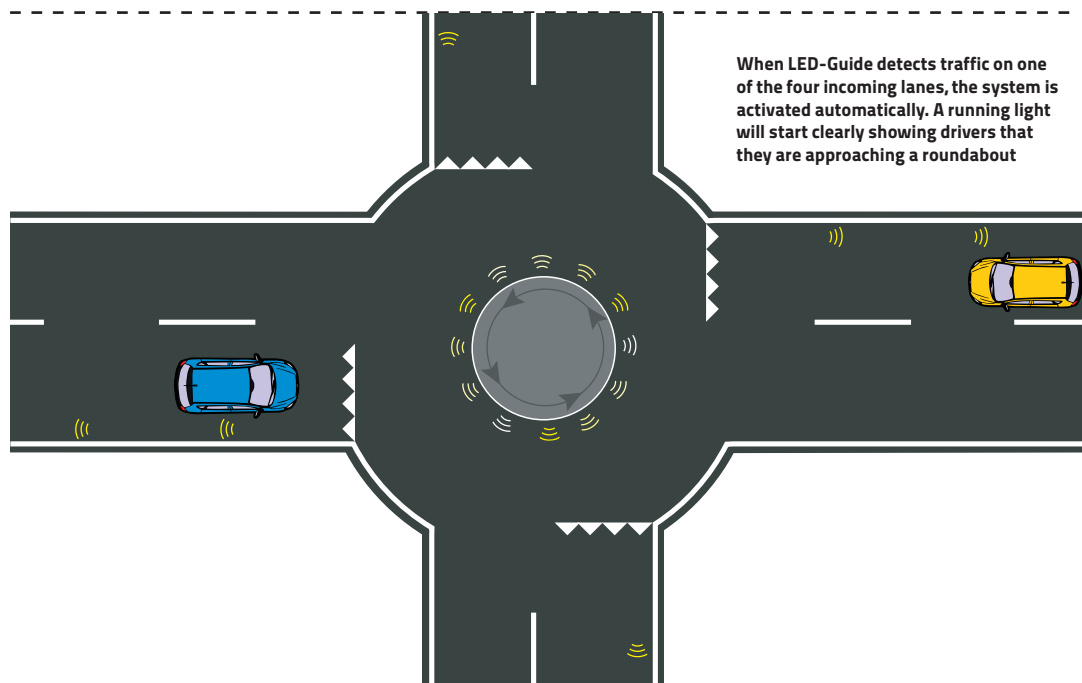 When LED-Guide detects traffic on one
of the four incoming lanes, the system is
activated automatically. A running light
will start clearly showing drivers that
they are approaching a roundabout